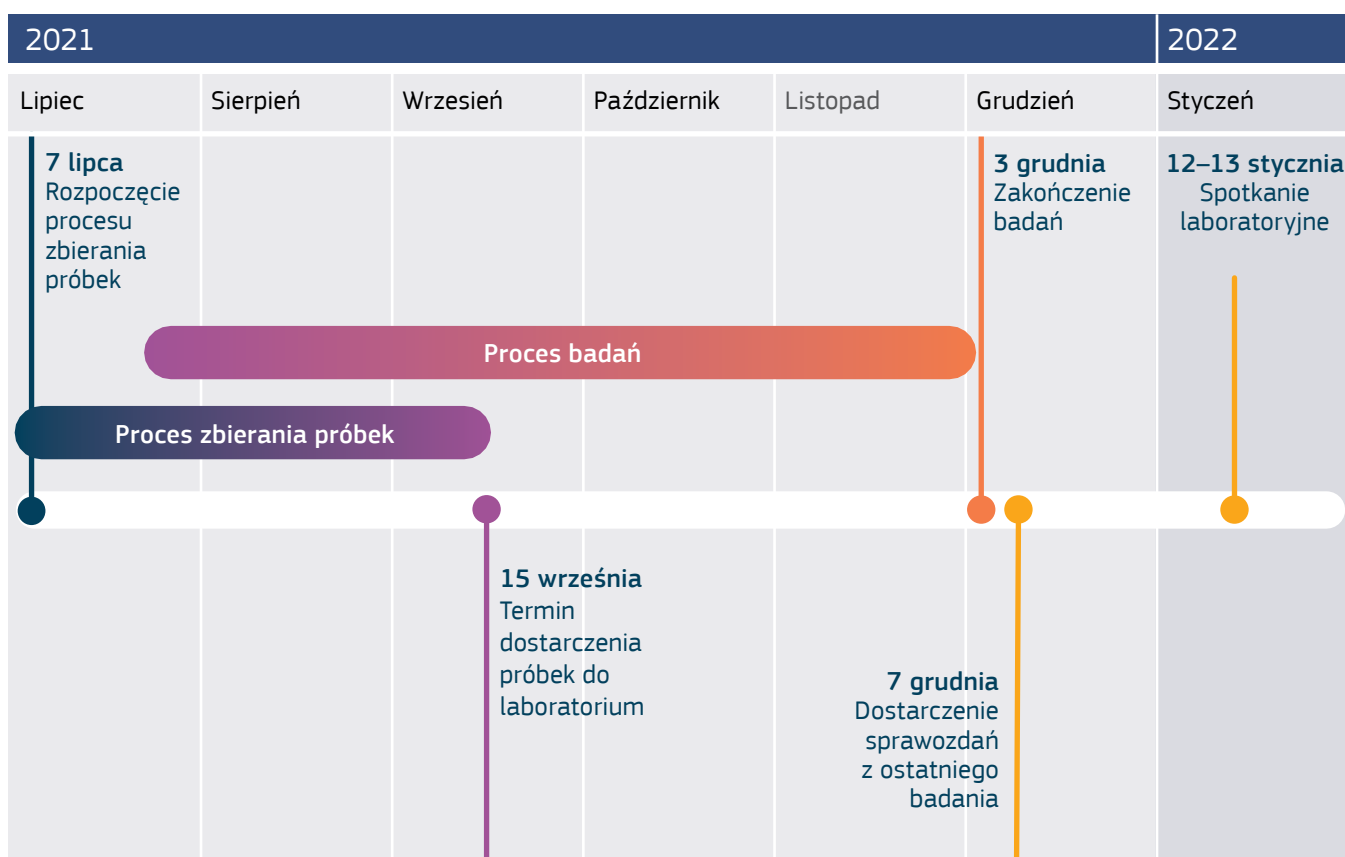 2021
2022
Lipiec
Sierpień
Wrzesień
Październik
Listopad
Grudzień
Styczeń
7 lipca
Rozpoczęcie
procesu
zbierania
próbek
3 grudnia
Zakończenie
badań
12–13 stycznia
Spotkanie
laboratoryjne
Proces badań
Proces zbierania próbek
15 września
Termin
dostarczenia
próbek do
laboratorium
7 grudnia
Dostarczenie
sprawozdań
z ostatniego
badania